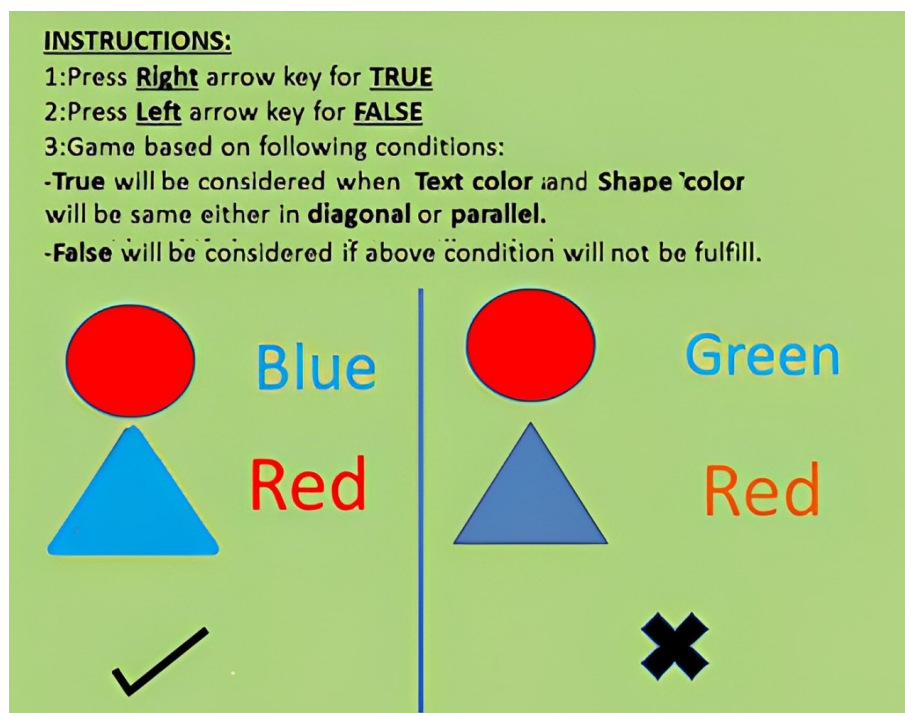 INSTRUCTIONS:
1:Press Right arrow key for TRUE
2:Press Left arrow key for FALSE
3:Game based on following conditions:
-True will be considered when Text color and Shape color
will be same either in diagonal or parallel.
-False will be considered if above condition will not be fulfill.
Blue
Red
Green
Red